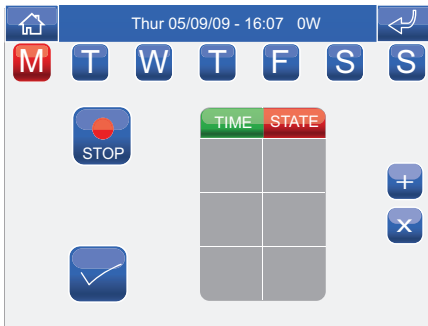 Thur 05/09/09 - 16:07 0W
M T W T F S S
TIME STATE
STOP
+
x